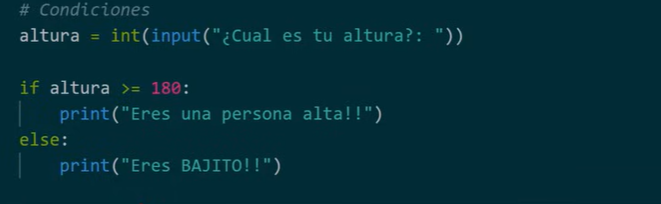 # Condiciones
altura = int(input("¿Cual es tu altura?: "))
if altura >= 180:
print("Eres una persona alta!!")
else:
print("Eres BAJITO!!")